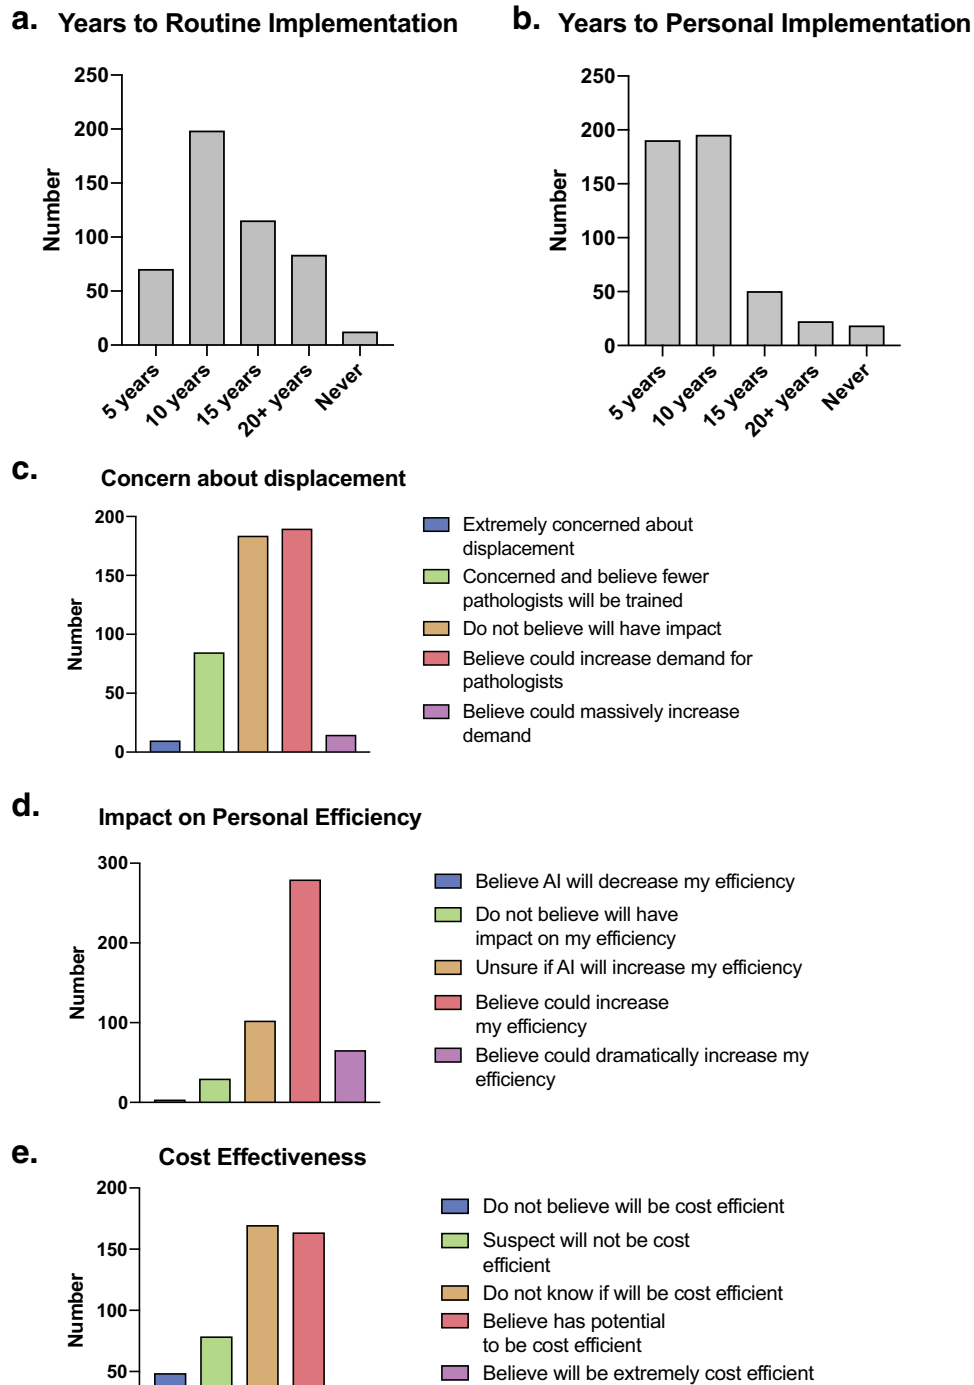 a. Years to Routine Implementation
250
200
150
100
50
0
Number
5 years
10 years
15 years
20+ years
Never
b. Years to Personal Implementation
250
200
150
100
50
0
Number
5 years
10 years
15 years
20+ years
Never
c. Concern about displacement
200
150
100
50
0
Number
Extremely concerned about
displacement
Concerned and believe fewer
pathologists will be trained
Do not believe will have impact
Believe could increase demand for
pathologists
Believe could massively increase
demand
d. Impact on Personal Efficiency
300
200
100
0
Number
Believe AI will decrease my efficiency
Do not believe will have
impact on my efficiency
Unsure if AI will increase my efficiency
Believe could increase
my efficiency
Believe could dramatically increase my
efficiency
e. Cost Effectiveness
200
150
100
50
Number
Do not believe will be cost efficient
Suspect will not be cost
efficient
Do not know if will be cost efficient
Believe has potential
to be cost efficient
Believe will be extremely cost efficient